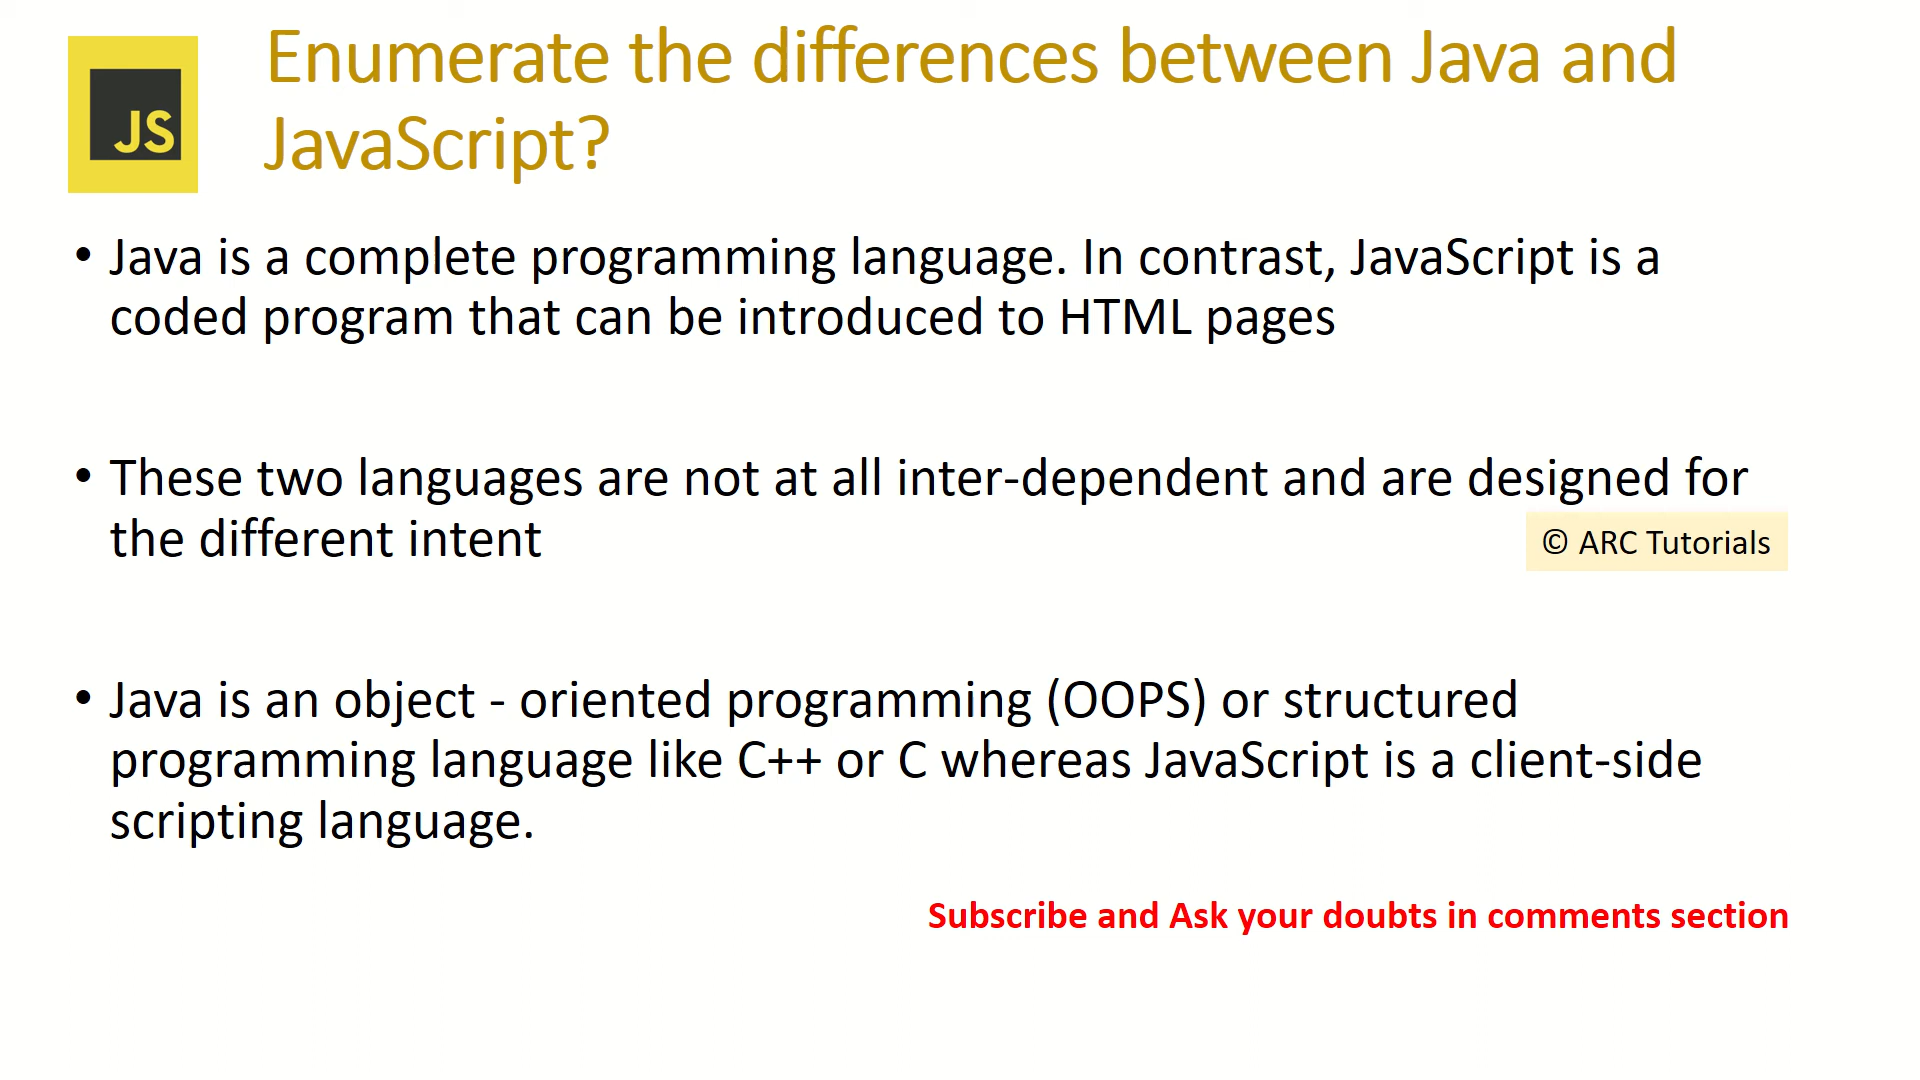 JS
Enumerate the differences between Java and
JavaScript?
• Java is a complete programming language. In contrast, JavaScript is a
coded program that can be introduced to HTML pages
• These two languages are not at all inter-dependent and are designed for
the different intent
© ARC Tutorials
• Java is an object - oriented programming (OOPS) or structured
programming language like C++ or C whereas JavaScript is a client-side
scripting language.
Subscribe and Ask your doubts in comments section